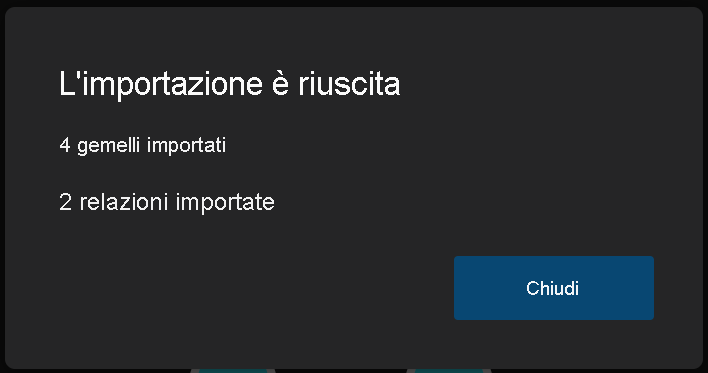 L'importazione è riuscita
4 gemelli importati
2 relazioni importate
Chiudi